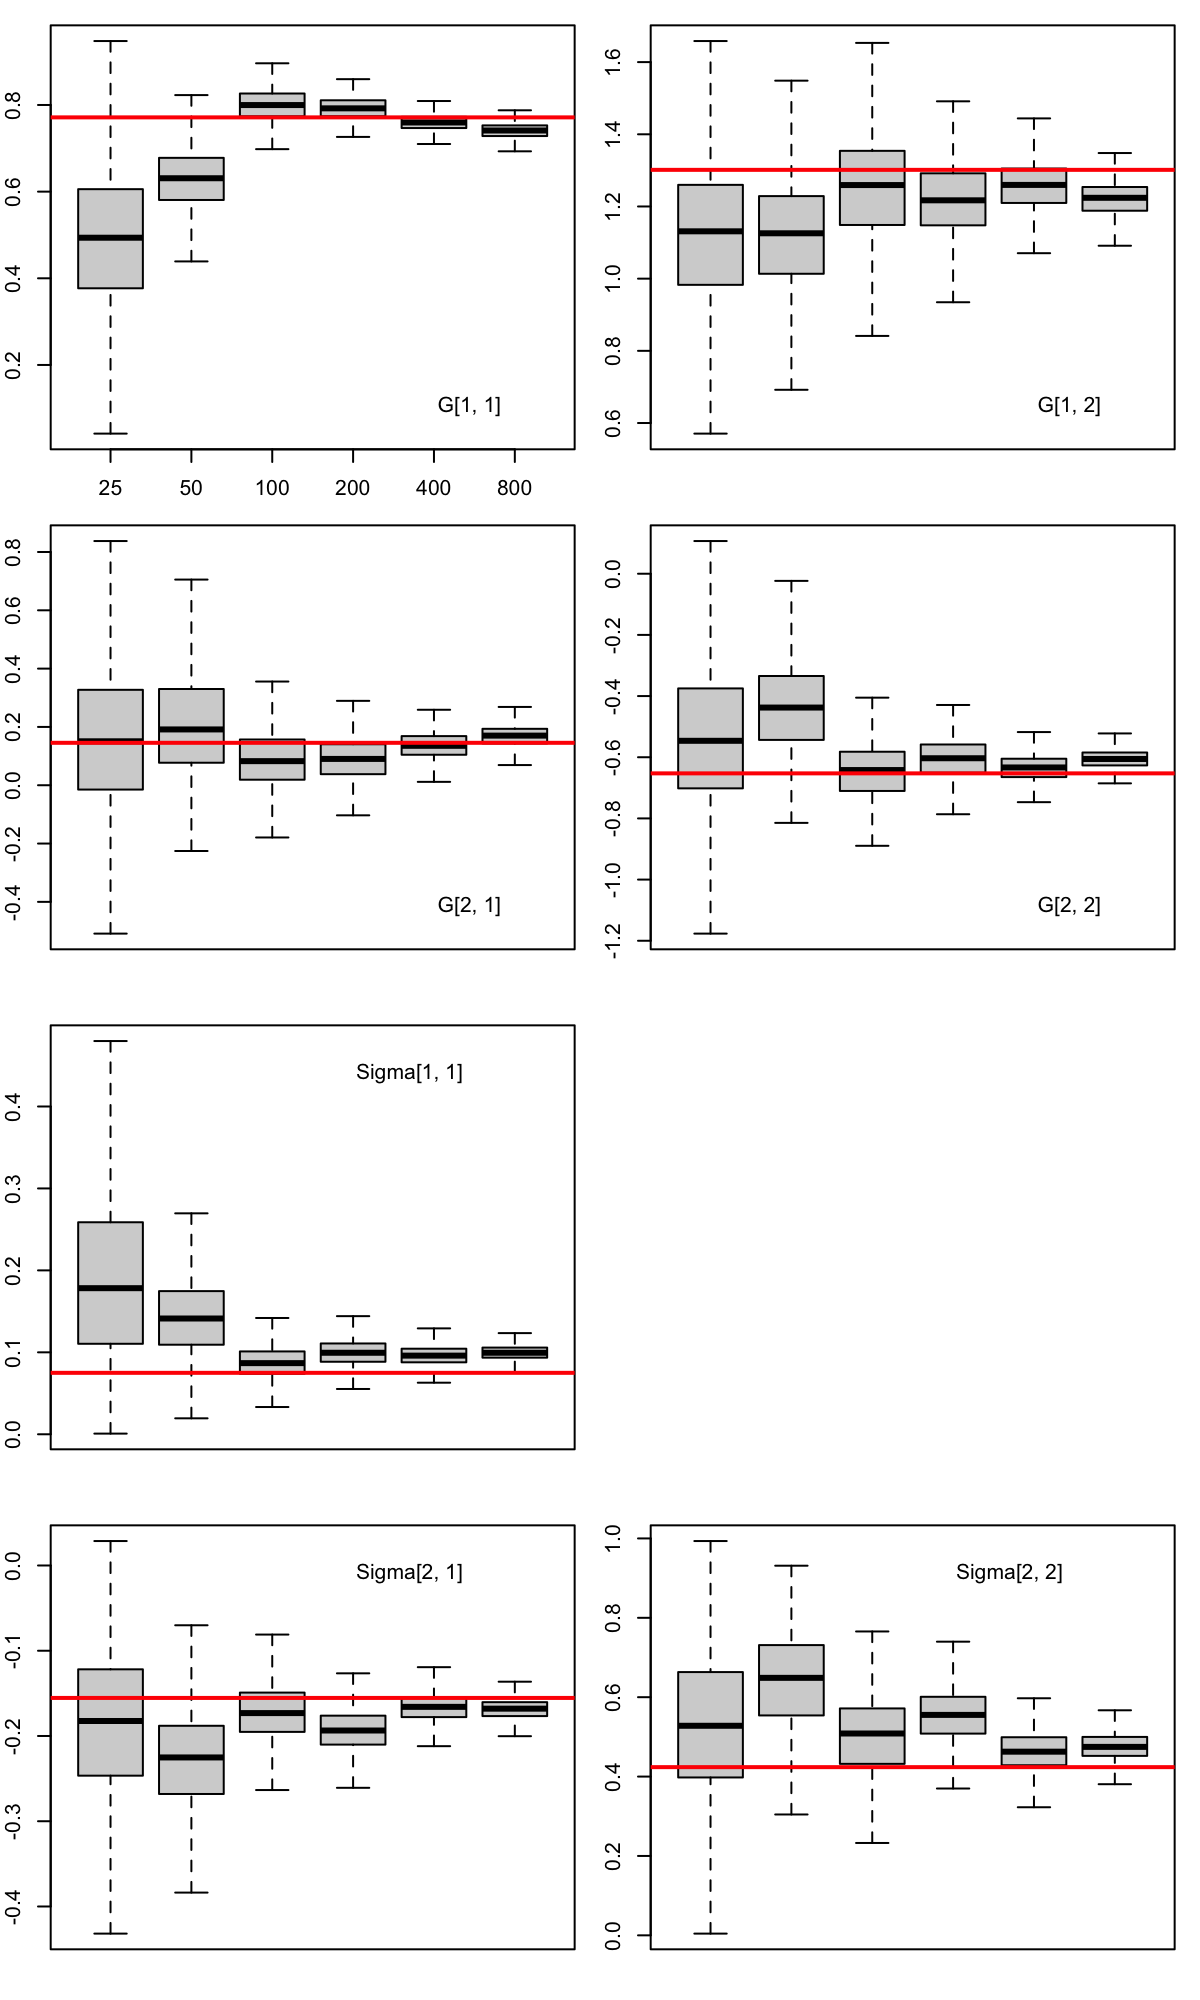 0.2 0.4 0.6 0.8
G[1, 1]
25 50 100 200 400 800
0.6 0.8 1.0 1.2 1.4 1.6
G[1, 2]
-0.4 -0.2 0.0 0.2 0.4 0.6 0.8
G[2, 1]
-1.2 -1.0 -0.8 -0.6 -0.4 -0.2 0.0
G[2, 2]
0.0 0.1 0.2 0.3 0.4
Sigma[1, 1]
-0.4 -0.3 -0.2 -0.1 0.0
Sigma[2, 1]
0.0 0.2 0.4 0.6 0.8 1.0
Sigma[2, 2]